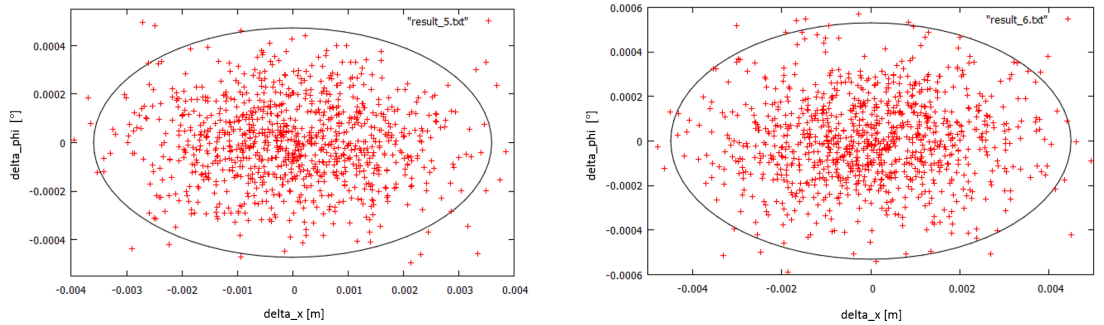 "result_5.txt"
0.0004
0.0002
0
-0.0002
-0.0004
delta_phi [°]
-0.004 -0.003 -0.002 -0.001 0 0.001 0.002 0.003 0.004
delta_x [m]
"result_6.txt"
0.0006
0.0004
0.0002
0
-0.0002
-0.0004
-0.0006
delta_phi [°]
-0.004 -0.002 0 0.002 0.004
delta_x [m]